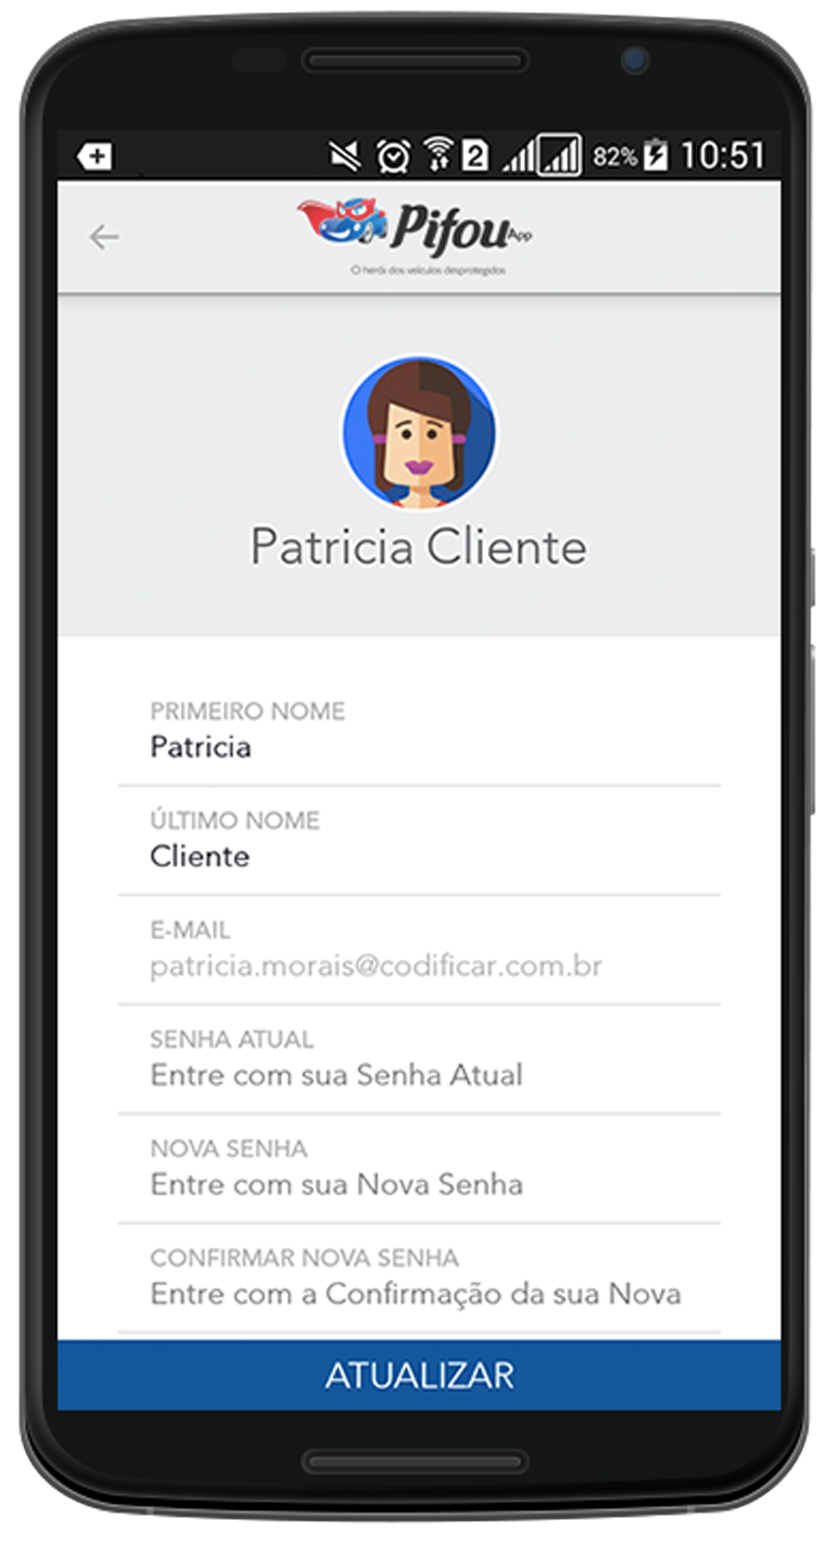 2 82% 10:51
Pifou App
O herói dos veículos desprotegidos
Patricia Cliente
PRIMEIRO NOME
Patricia
ÚLTIMO NOME
Cliente
E-MAIL
patricia.morais@codificar.com.br
SENHA ATUAL
Entre com sua Senha Atual
NOVA SENHA
Entre com sua Nova Senha
CONFIRMAR NOVA SENHA
Entre com a Confirmação da sua Nova
ATUALIZAR